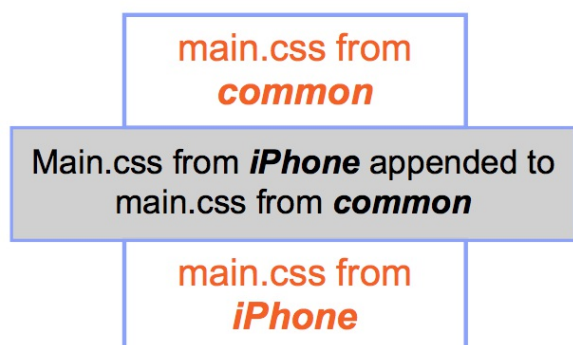 main.css from
common
Main.css from iPhone appended to
main.css from common
main.css from
iPhone